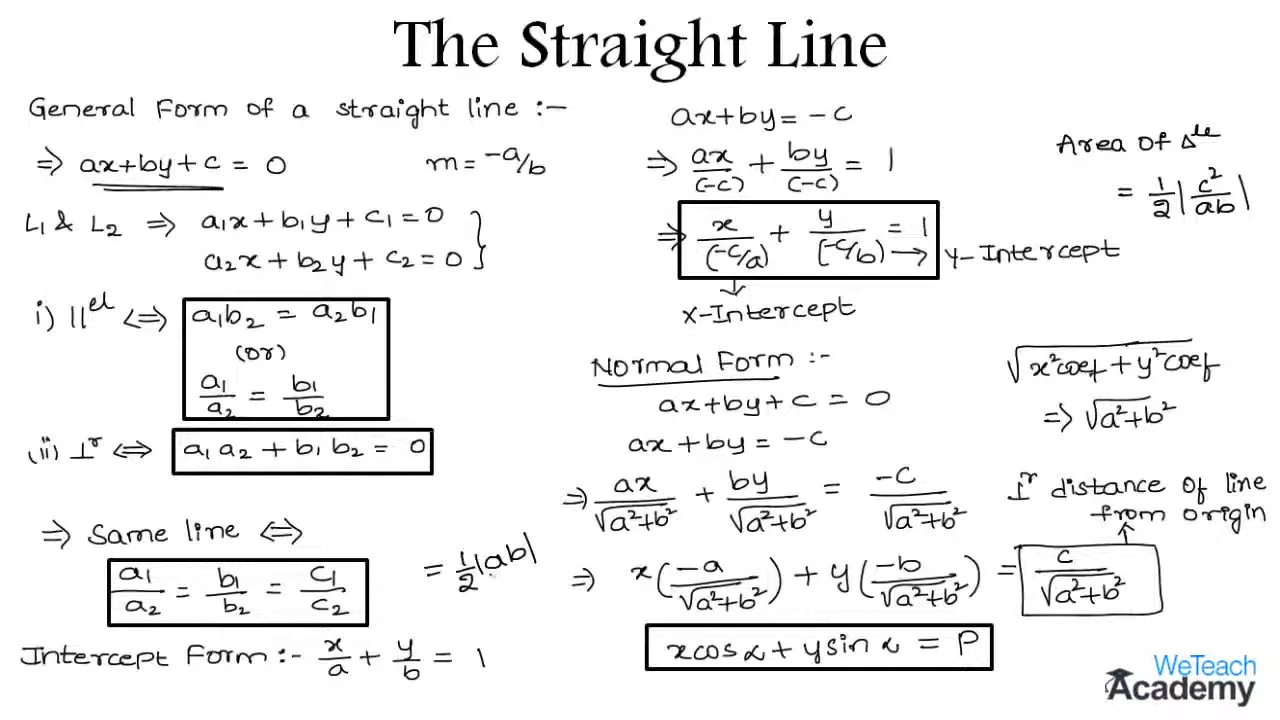 The Straight Line
General Form of a straight line :-
⇒ ax+by+c = 0 m = -a/b
L₁ & L₂ ⇒ a₁x + b₁y + c₁ = 0
a₂x + b₂y + c₂ = 0 }
i) ||el ⇔ a₁b₂ = a₂b₁
(or)
a₁/a₂ = b₁/b₂
(ii) ⊥r ⇔ a₁a₂ + b₁b₂ = 0
⇒ Same line ⇔
a₁/a₂ = b₁/b₂ = c₁/c₂
= 1/2 |ab|
Intercept Form :- x/a + y/b = 1
ax+by = -c
⇒ ax/(-c) + by/(-c) = 1
⇒ x/(-c/a) + y/(-c/b) = 1
→ y-Intercept
x-Intercept
Area of Δle
= 1/2 |c²/ab|
Normal Form :-
ax+by+c = 0
ax+by = -c
⇒ ax/√a²+b² + by/√a²+b² = -c/√a²+b²
⇒ x(-a/√a²+b²) + y(-b/√a²+b²) = c/√a²+b²
x cos α + y sin α = P
√x²coef + y²coef
⇒ √a²+b²
⊥r distance of line
from origin
WeTeach
Academy